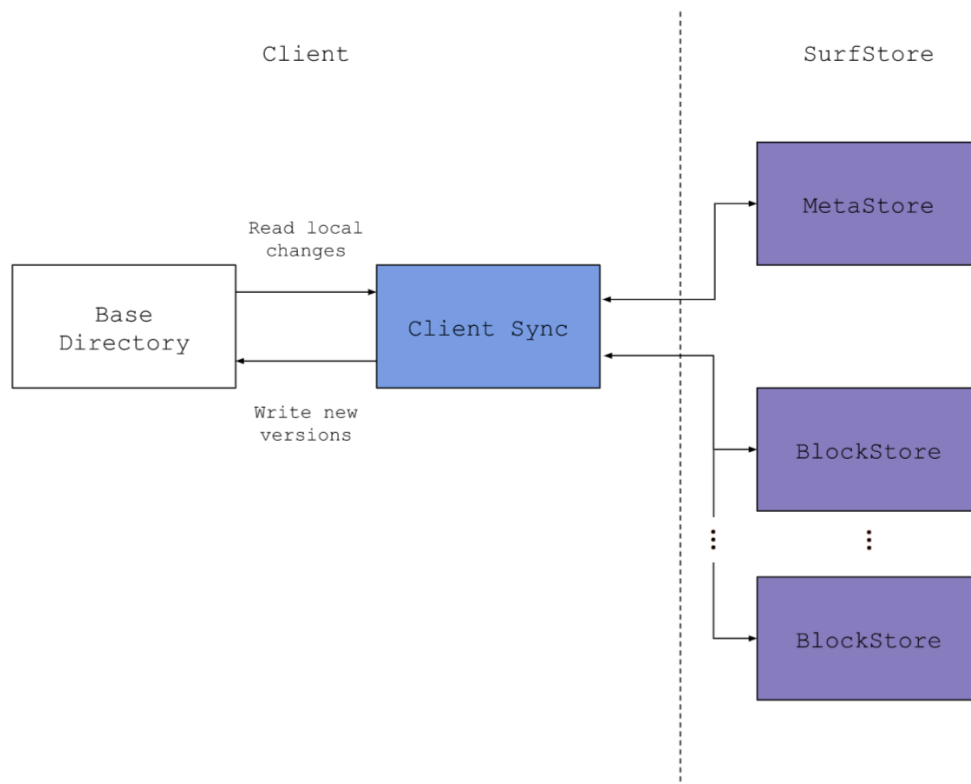 Client
SurfStore
MetaStore
Read local
changes
Base
Directory
Client Sync
Write new
versions
BlockStore
BlockStore